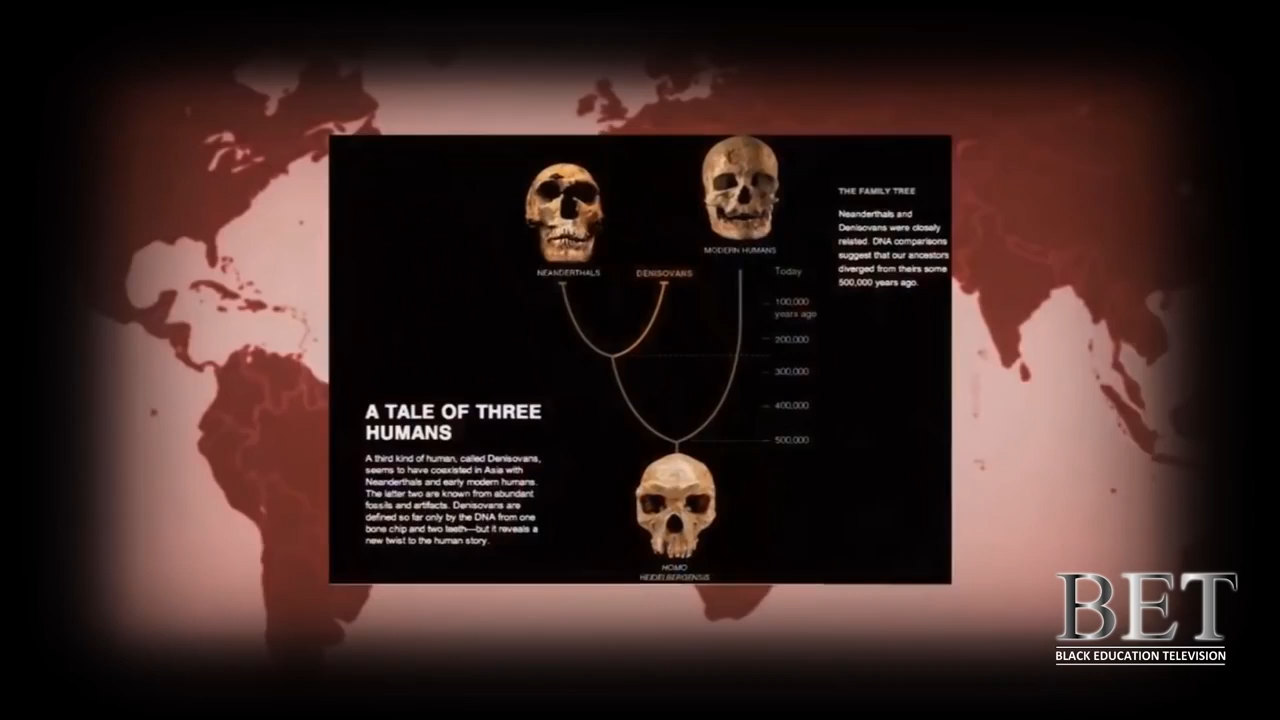 THE FAMILY TREE
Neanderthals and
Denisovans were closely
related. DNA comparisons
suggest that our ancestors
diverged from theirs some
500,000 years ago.
MODERN HUMANS
NEANDERTHALS
DENISOVANS
Today
100,000
years ago
200,000
300,000
400,000
500,000
A TALE OF THREE
HUMANS
A third kind of human, called Denisovans,
seems to have coexisted in Asia with
Neanderthals and early modern humans.
The latter two are known from abundant
fossils and artifacts. Denisovans are
defined so far only by the DNA from one
bone chip and two teeth—but it reveals a
new twist to the human story.
HOMO
HEIDELBERGENSIS
BET
BLACK EDUCATION TELEVISION